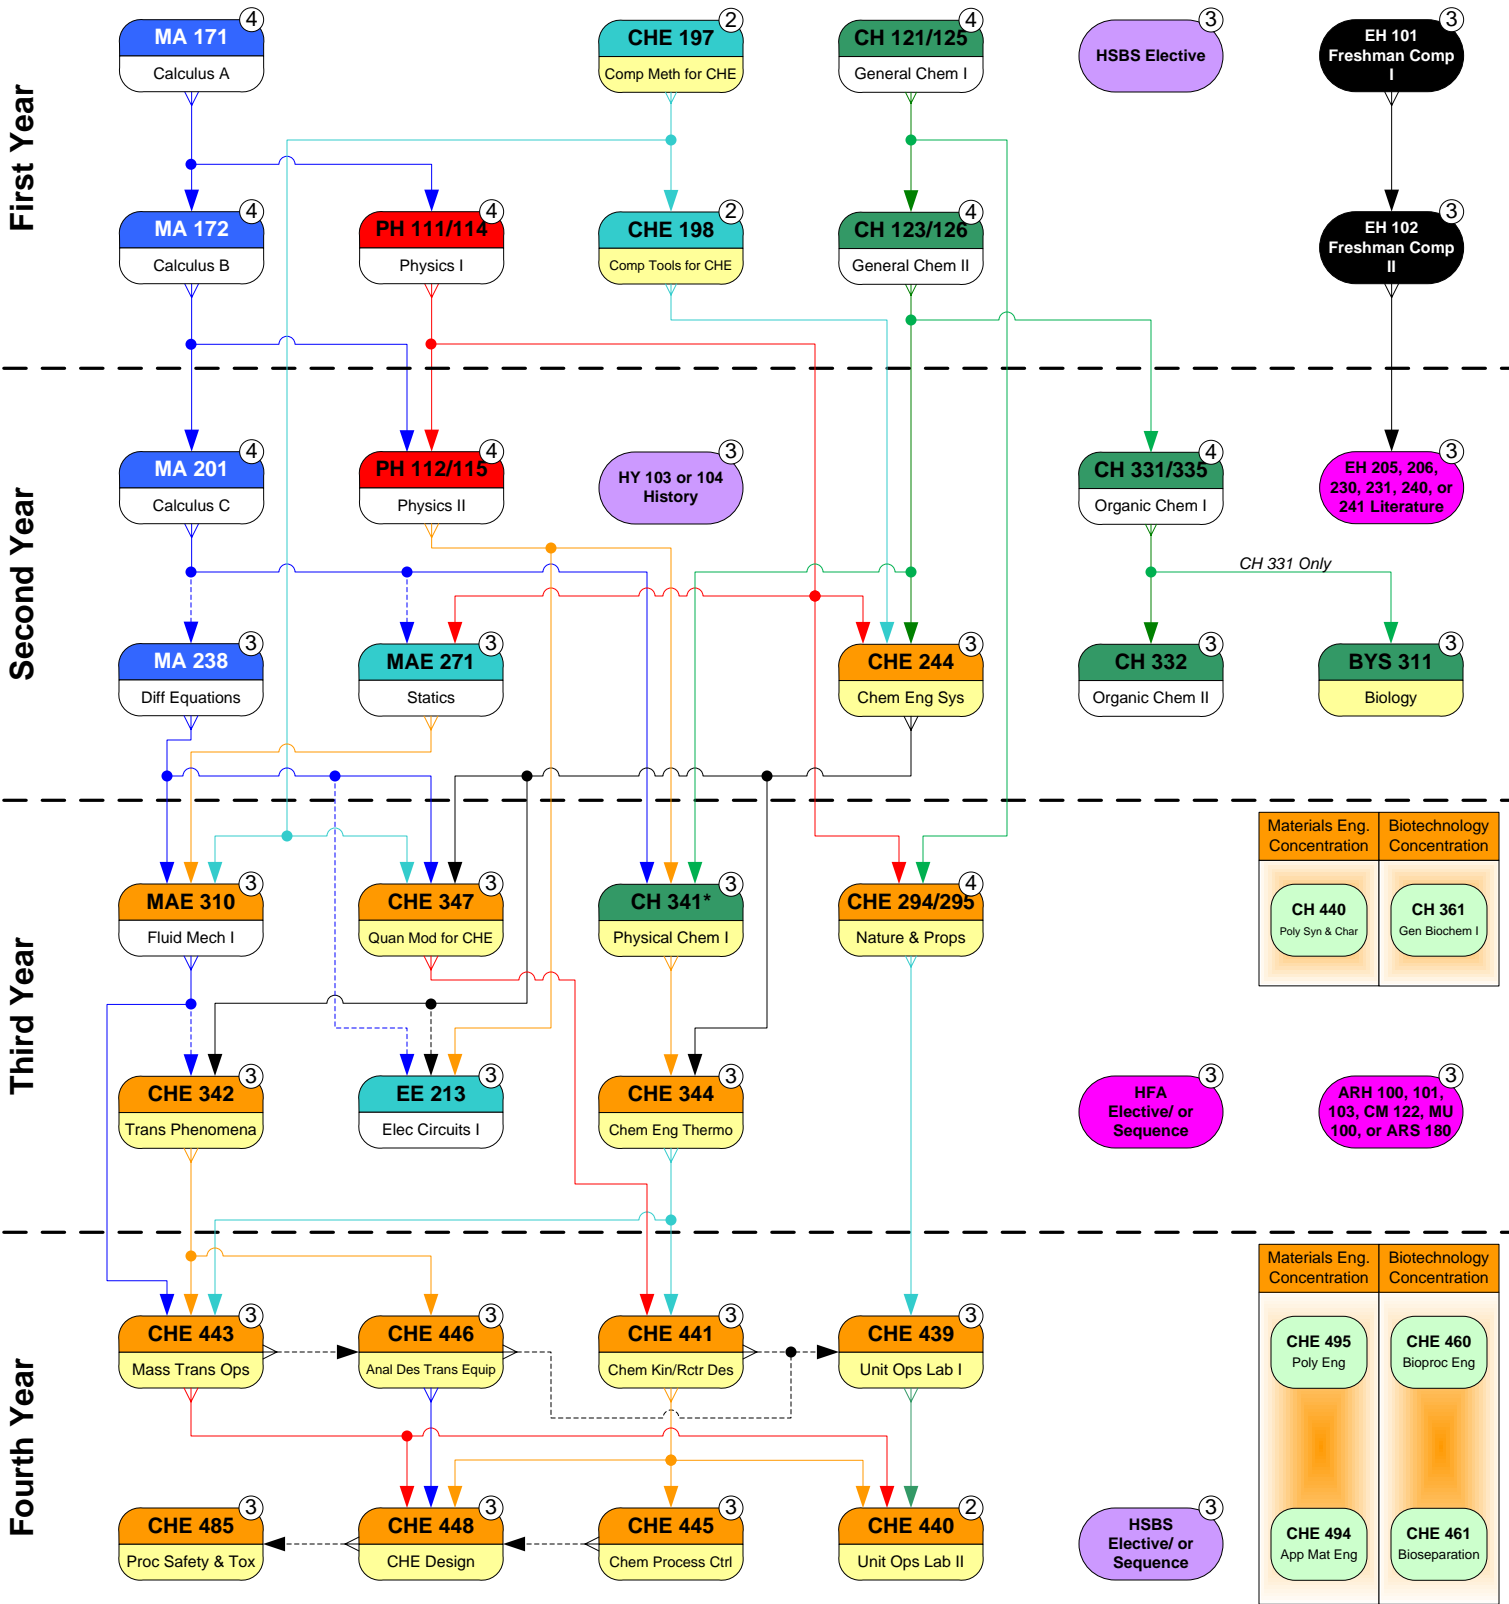 First Year
MA 171
4
Calculus A
CHE 197
2
Comp Meth for CHE
CH 121/125
4
General Chem I
HSBS Elective
3
EH 101
Freshman Comp
I
3
MA 172
4
Calculus B
PH 111/114
4
Physics I
CHE 198
2
Comp Tools for CHE
CH 123/126
4
General Chem II
EH 102
Freshman Comp
II
3
Second Year
MA 201
4
Calculus C
PH 112/115
4
Physics II
HY 103 or 104
History
3
CH 331/335
4
Organic Chem I
EH 205, 206,
230, 231, 240, or
241 Literature
3
CH 331 Only
MA 238
3
Diff Equations
MAE 271
3
Statics
CHE 244
3
Chem Eng Sys
CH 332
3
Organic Chem II
BYS 311
3
Biology
Third Year
MAE 310
3
Fluid Mech I
CHE 347
3
Quan Mod for CHE
CH 341*
3
Physical Chem I
CHE 294/295
4
Nature & Props
Materials Eng.
Concentration
CH 440
Poly Syn & Char
Biotechnology
Concentration
CH 361
Gen Biochem I
CHE 342
3
Trans Phenomena
EE 213
3
Elec Circuits I
CHE 344
3
Chem Eng Thermo
HFA
Elective/ or
Sequence
3
ARH 100, 101,
103, CM 122, MU
100, or ARS 180
3
Fourth Year
CHE 443
3
Mass Trans Ops
CHE 446
3
Anal Des Trans Equip
CHE 441
3
Chem Kin/Rctr Des
CHE 439
3
Unit Ops Lab I
CHE 485
3
Proc Safety & Tox
CHE 448
3
CHE Design
CHE 445
3
Chem Process Ctrl
CHE 440
2
Unit Ops Lab II
HSBS
Elective/ or
Sequence
3
Materials Eng.
Concentration
CHE 495
Poly Eng
CHE 494
App Mat Eng
Biotechnology
Concentration
CHE 460
Bioproc Eng
CHE 461
Bioseparation